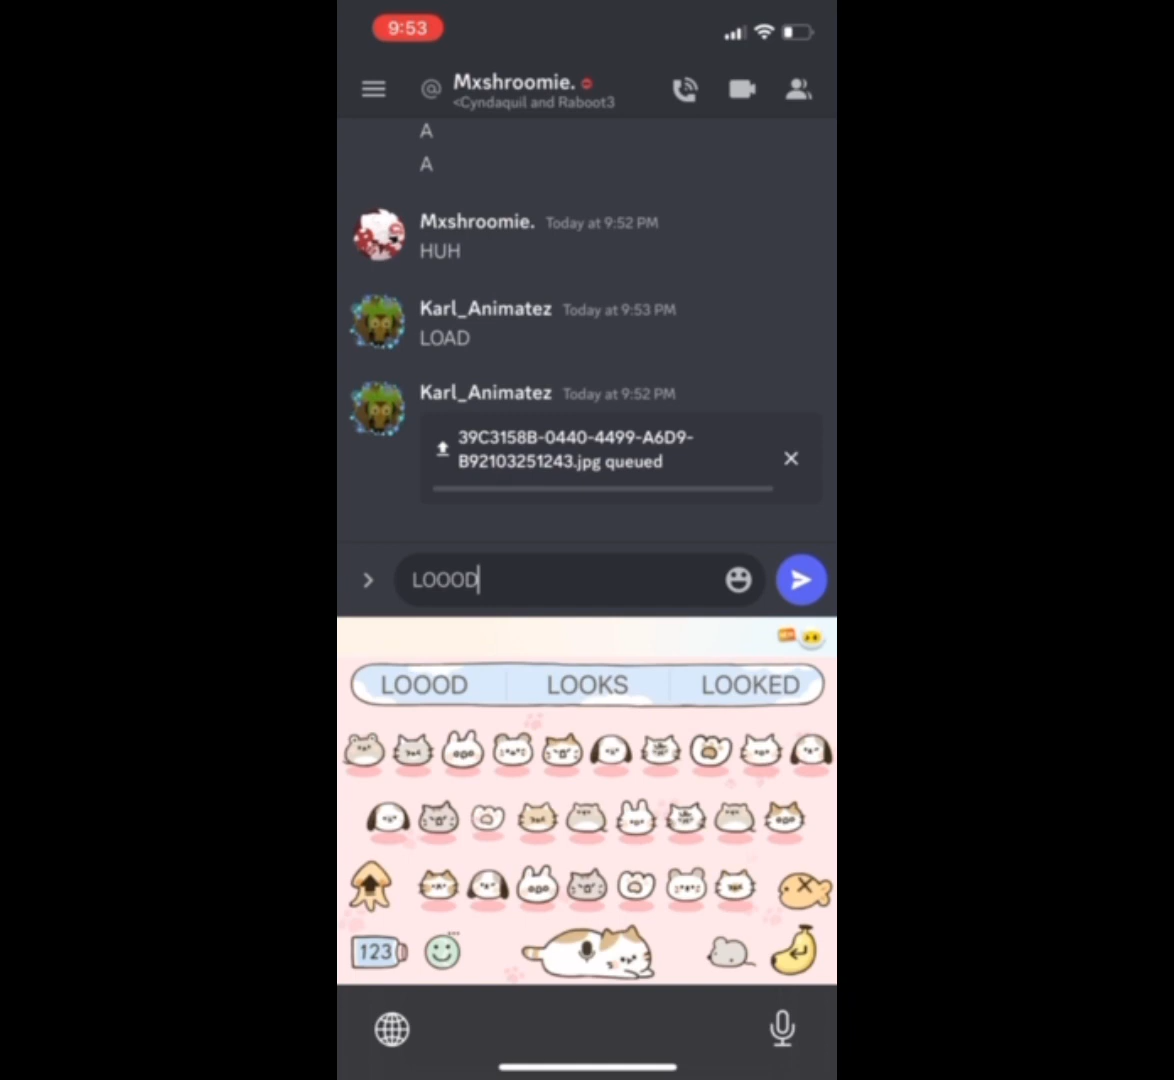 9:53
@ Mxshroomie.
<Cyndaquil and Raboot3
A
A
Mxshroomie. Today at 9:52 PM
HUH
Karl_Animatez Today at 9:53 PM
LOAD
Karl_Animatez Today at 9:52 PM
39C3158B-0440-4499-A6D9-
B92103251243.jpg queued
LOOOD
LOOOD LOOKS LOOKED
123